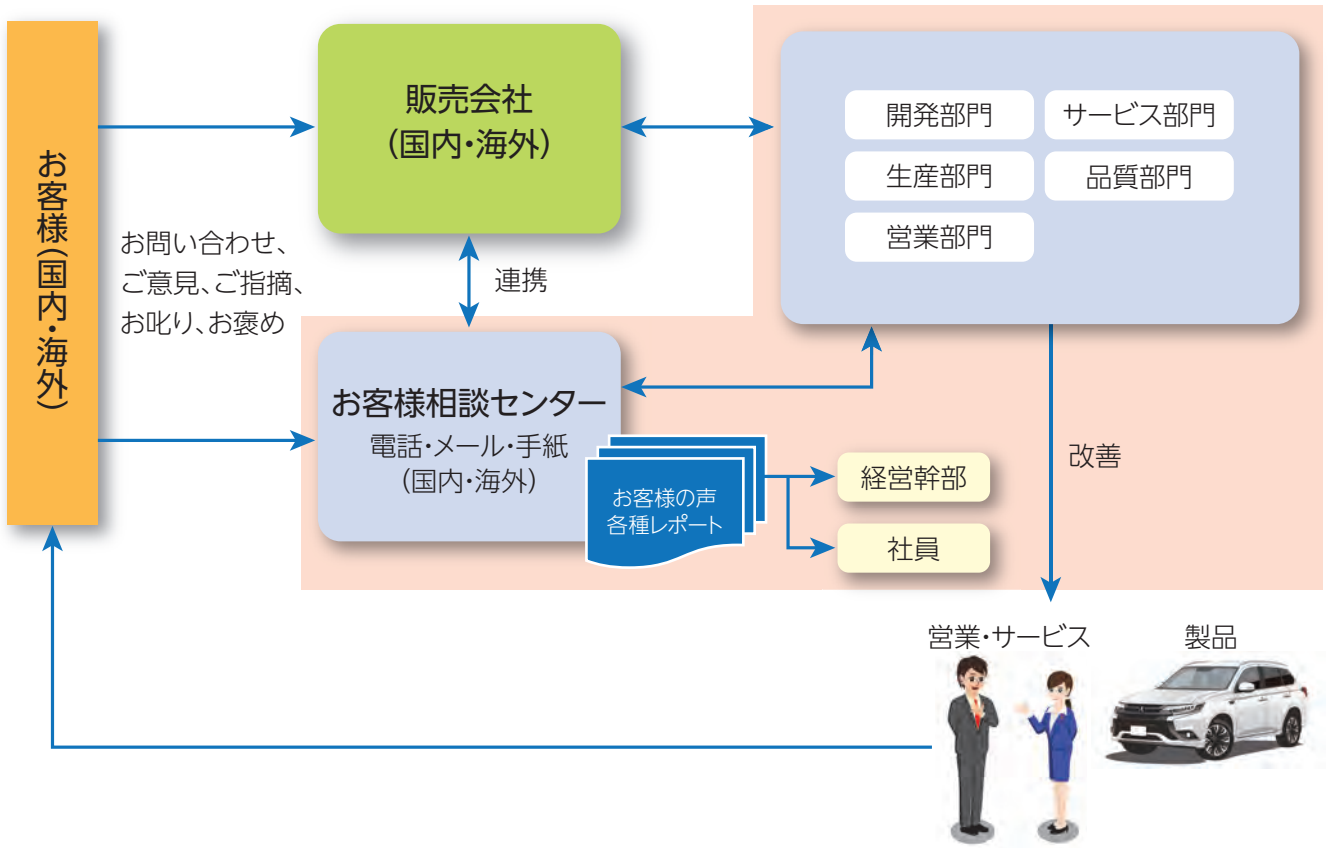 お客様（国内・海外）
お問い合わせ、
ご意見、ご指摘、
お叱り、お褒め
販売会社
（国内・海外）
連携
お客様相談センター
電話・メール・手紙
（国内・海外）
お客様の声
各種レポート
経営幹部
社員
開発部門
サービス部門
生産部門
品質部門
営業部門
改善
営業・サービス
製品